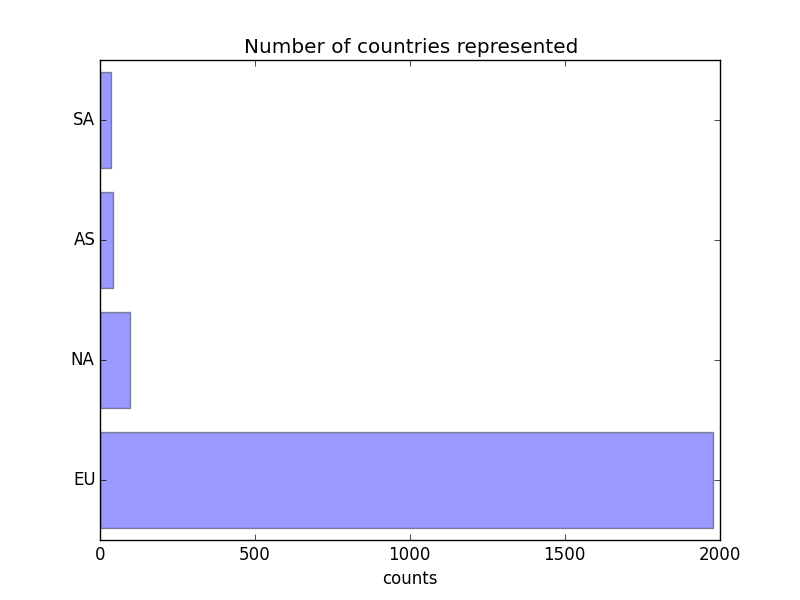 Number of countries represented
SA
AS
NA
EU
0 500 1000 1500 2000
counts